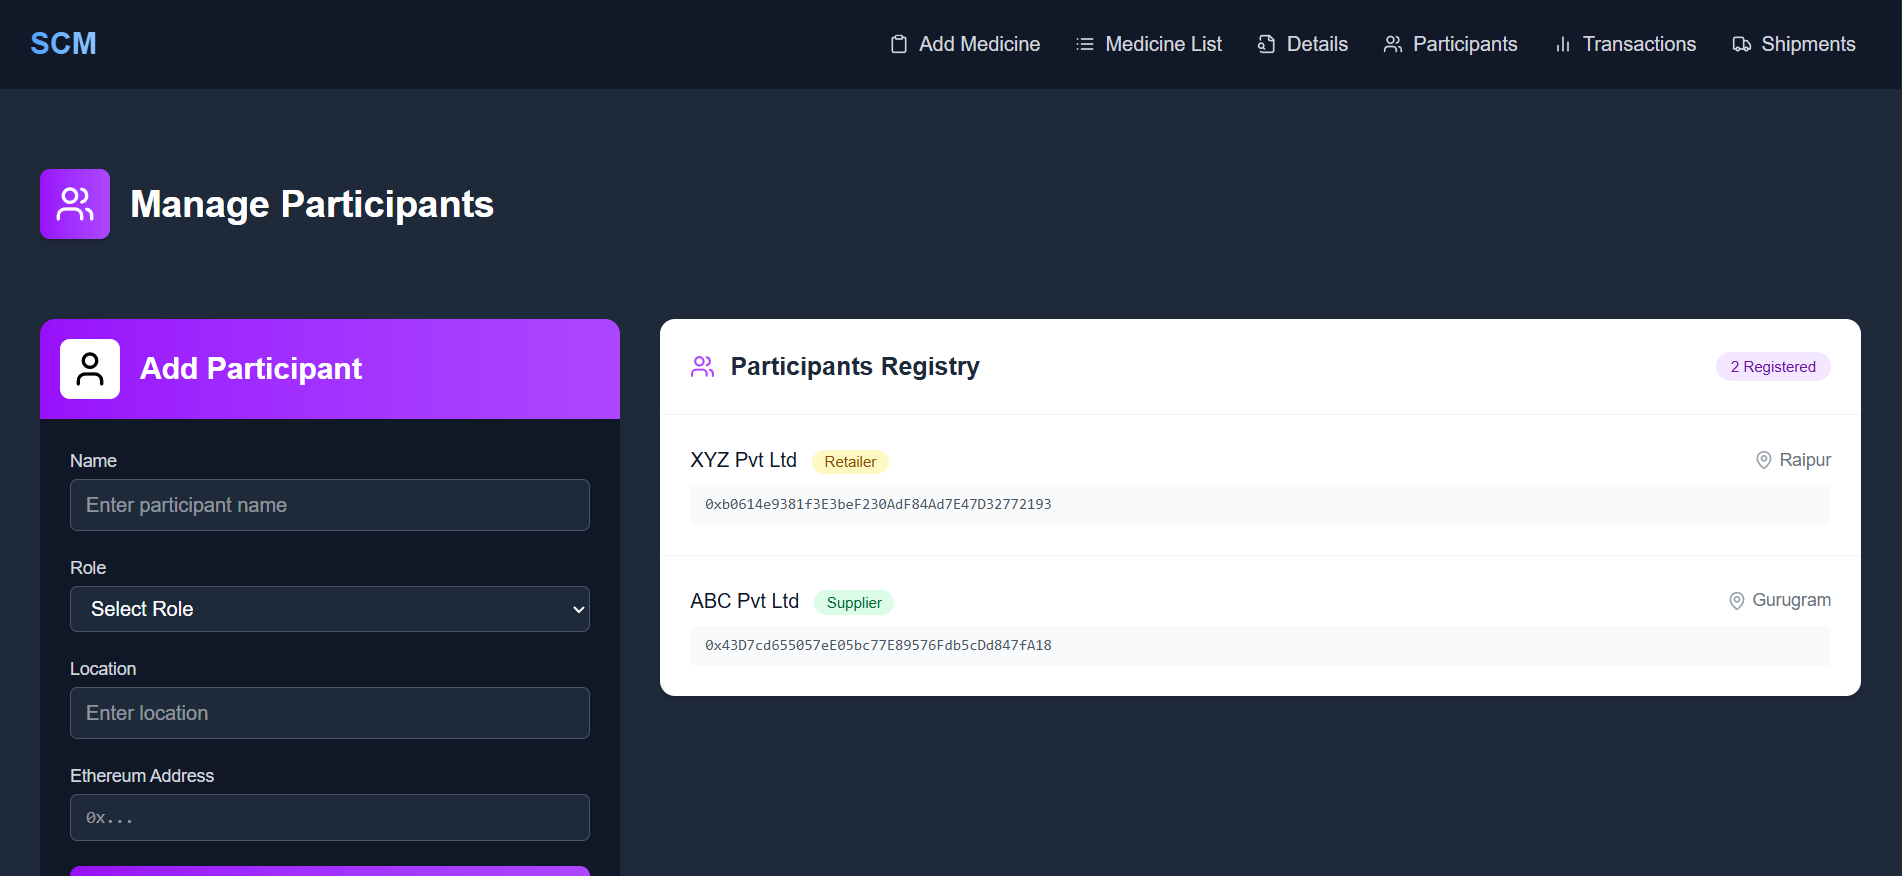 SCM
Add Medicine
Medicine List
Details
Participants
Transactions
Shipments
Manage Participants
Add Participant
Name
Enter participant name
Role
Select Role
Location
Enter location
Ethereum Address
0x...
Participants Registry
2 Registered
XYZ Pvt Ltd
Retailer
Raipur
0xb0614e9381f3E3beF230AdF84Ad7E47D32772193
ABC Pvt Ltd
Supplier
Gurugram
0x43D7cd655057eE05bc77E89576Fdb5cDd847fA18